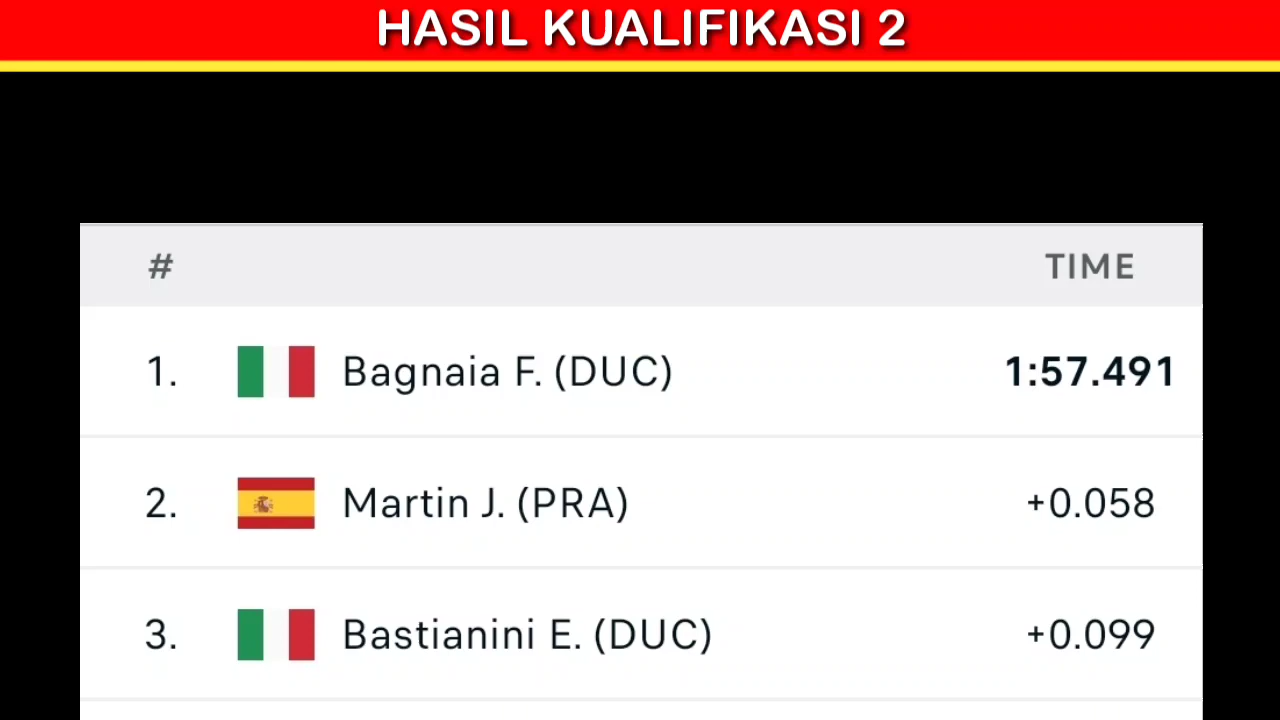 HASIL KUALIFIKASI 2
# TIME
1. Bagnaia F. (DUC) 1:57.491
2. Martin J. (PRA) +0.058
3. Bastianini E. (DUC) +0.099